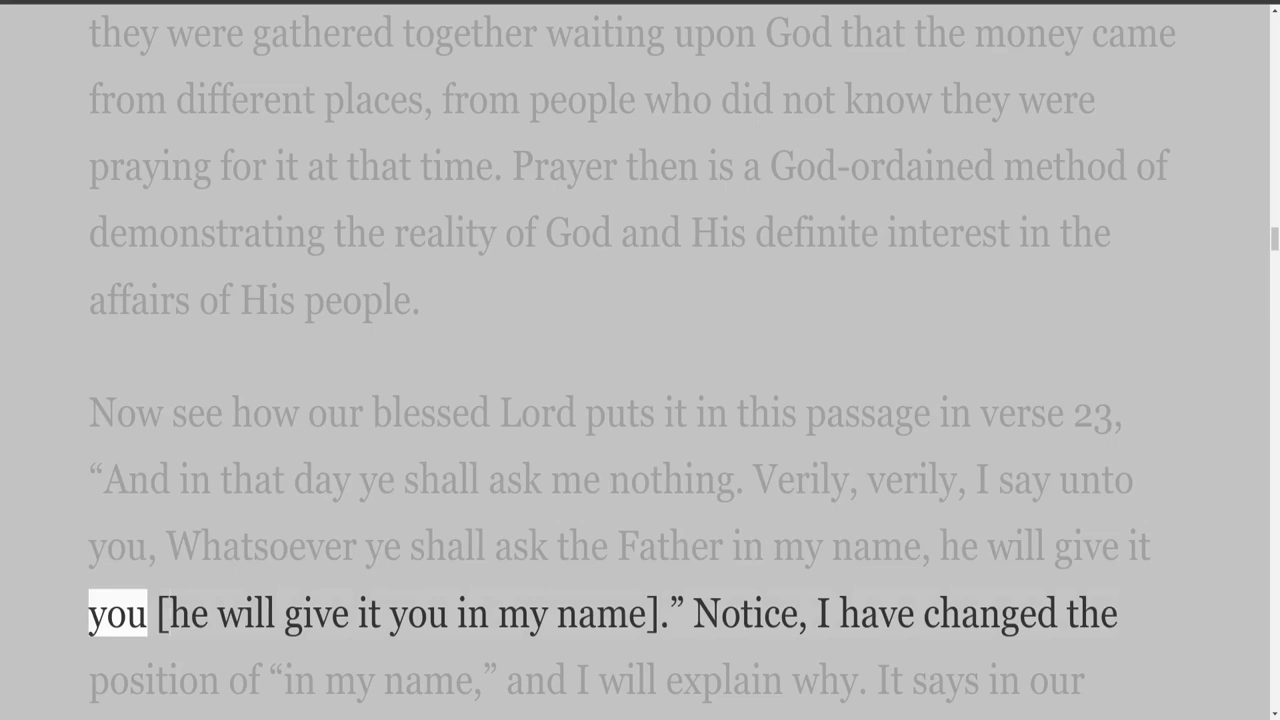 they were gathered together waiting upon God that the money came
from different places, from people who did not know they were
praying for it at that time. Prayer then is a God-ordained method of
demonstrating the reality of God and His definite interest in the
affairs of His people.
Now see how our blessed Lord puts it in this passage in verse 23,
“And in that day ye shall ask me nothing. Verily, verily, I say unto
you, Whatsoever ye shall ask the Father in my name, he will give it
you [he will give it you in my name].” Notice, I have changed the
position of “in my name,” and I will explain why. It says in our